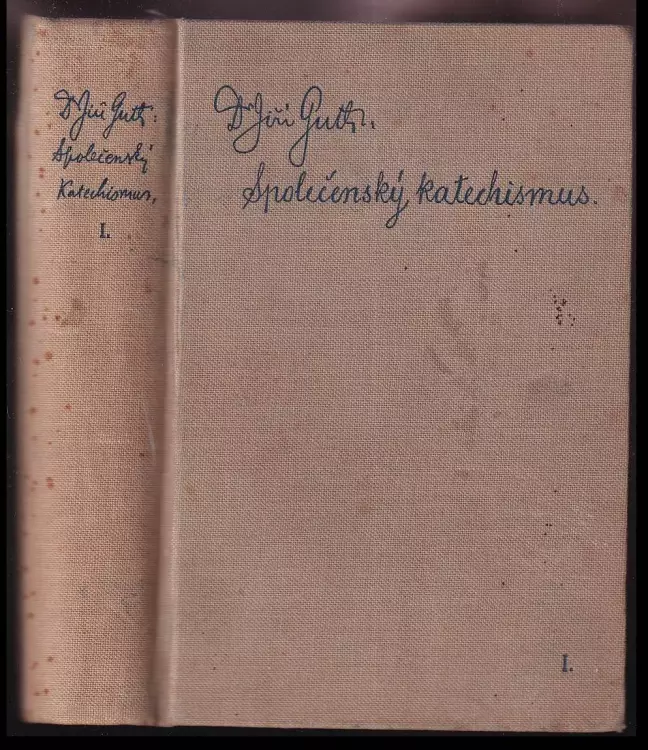 Dr Jiří Guth:
Společenský
Katechismus,
I.
Dr Jiří Guth.
Společenský katechismus.
I.